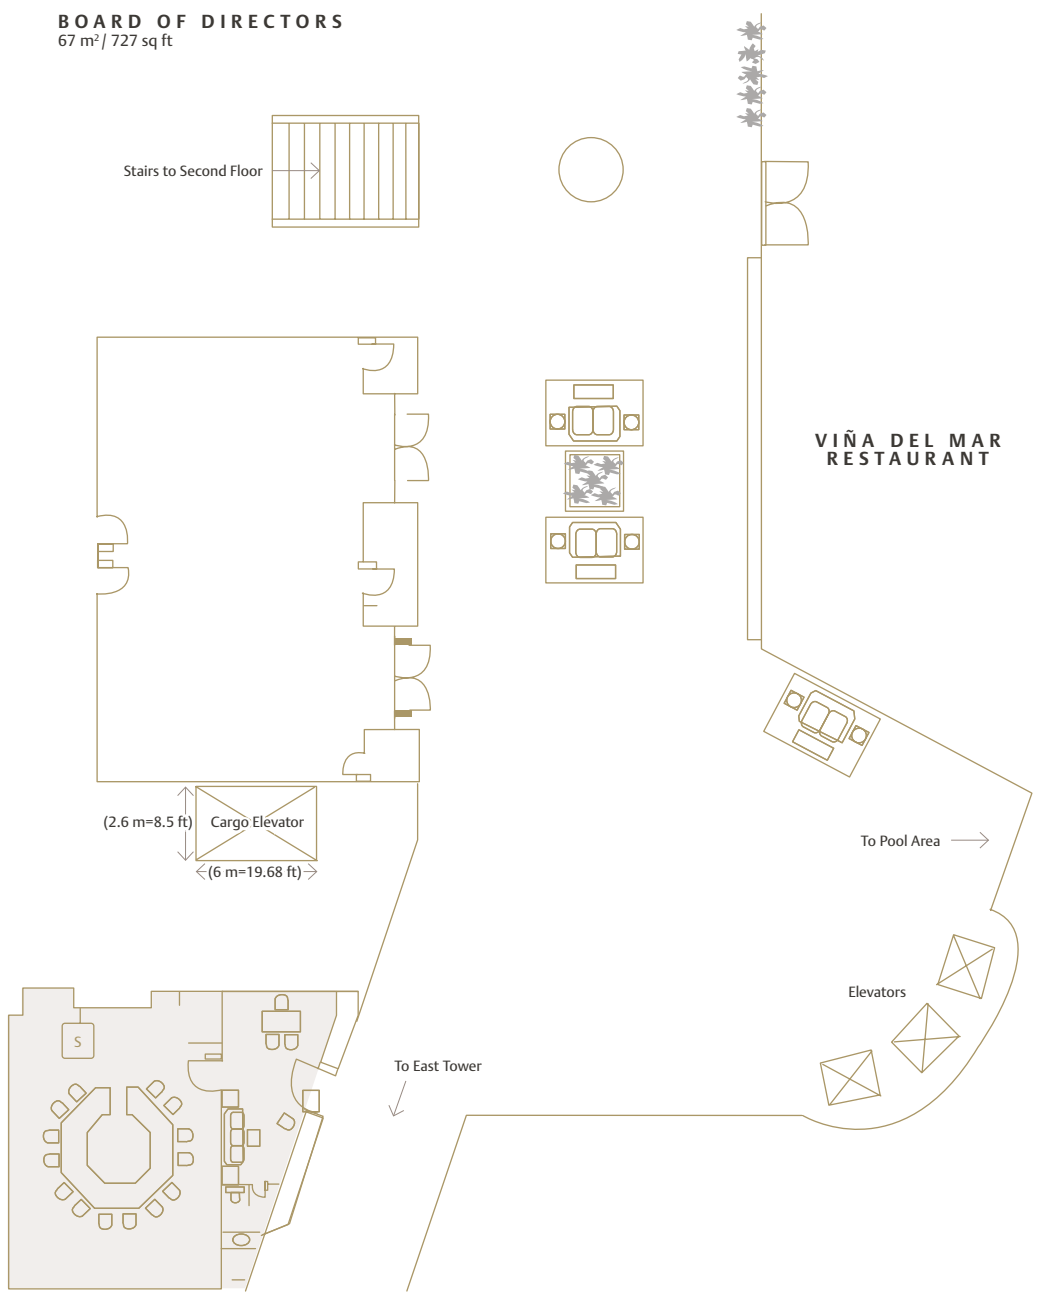 BOARD OF DIRECTORS
67 m²/ 727 sq ft
Stairs to Second Floor
VIÑA DEL MAR
RESTAURANT
(2.6 m=8.5 ft)
Cargo Elevator
(6 m=19.68 ft)
To Pool Area
Elevators
S
To East Tower